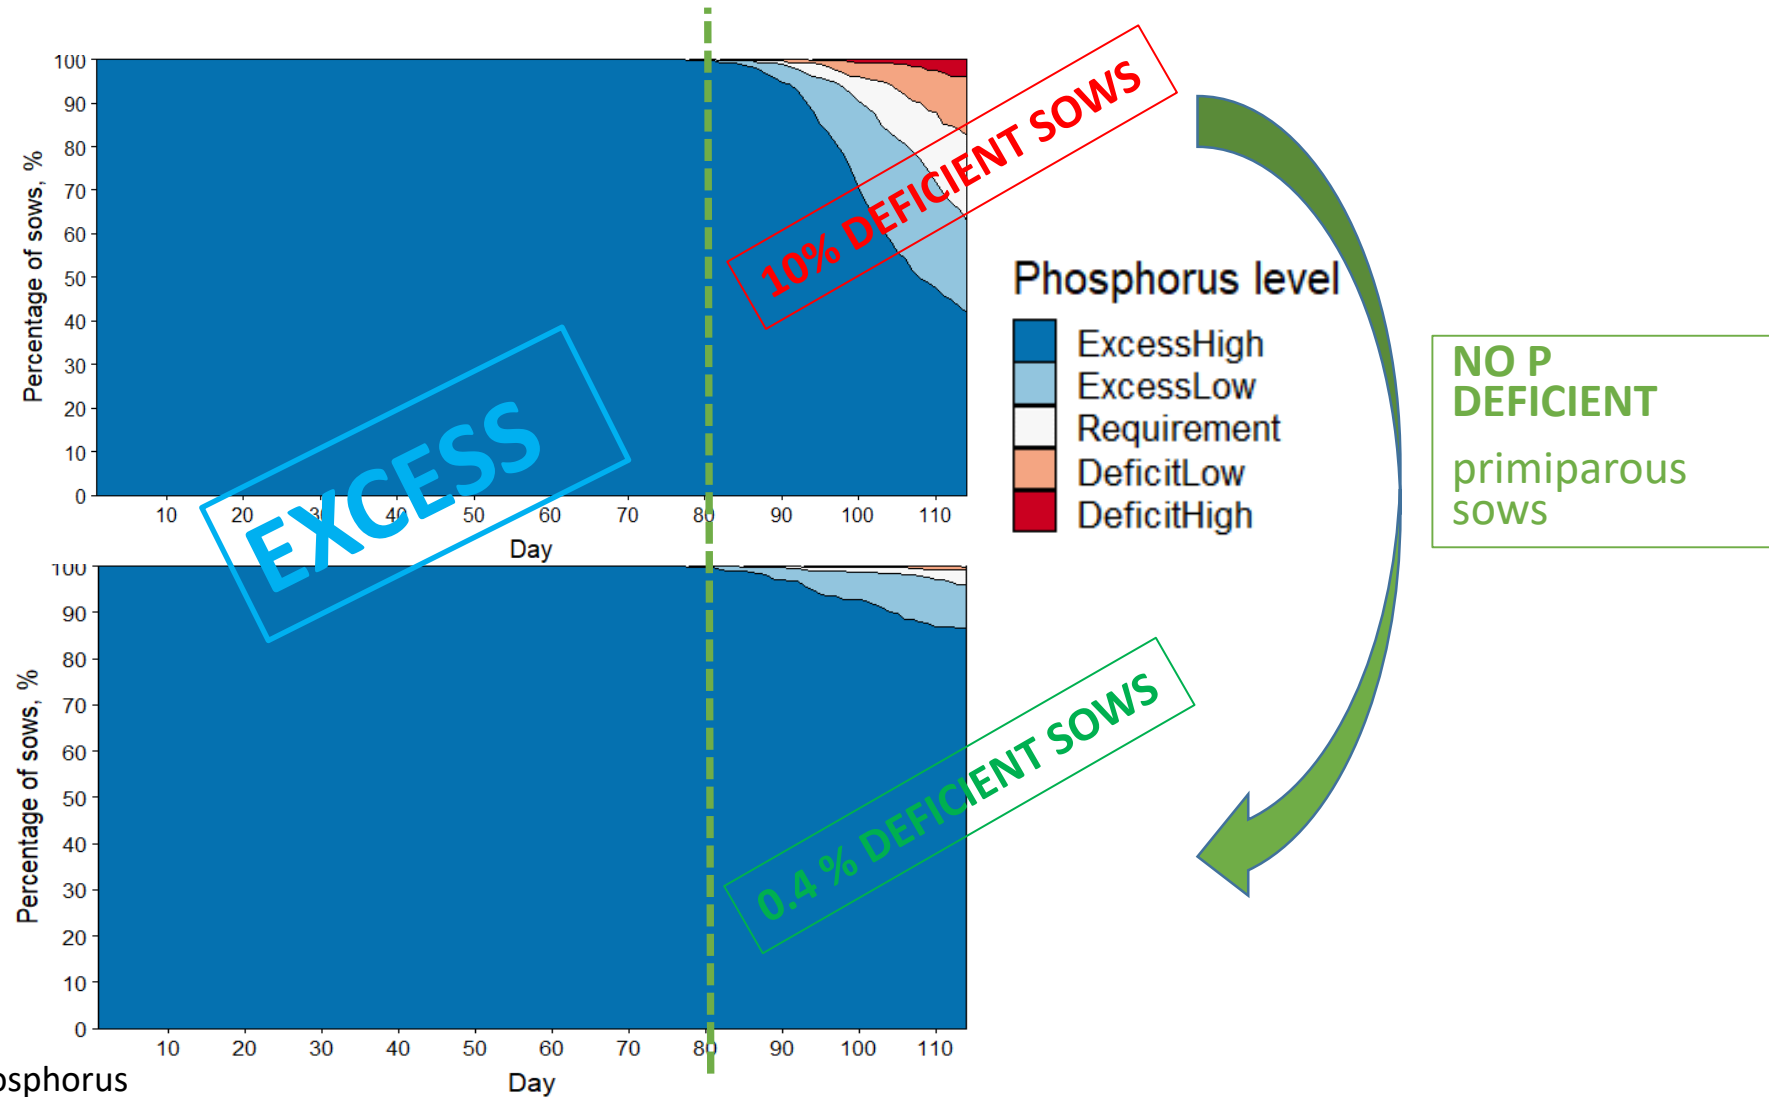 100
90
80
70
60
50
40
30
20
10
0
Percentage of sows, %
10 20 30 40 50 60 70 80 90 100 110
Day
10% DEFICIENT SOWS
EXCESS
Phosphorus level
ExcessHigh
ExcessLow
Requirement
DeficitLow
DeficitHigh
NO P
DEFICIENT
primiparous
sows
100
90
80
70
60
50
40
30
20
10
0
Percentage of sows, %
10 20 30 40 50 60 70 80 90 100 110
Day
0.4 % DEFICIENT SOWS
osphorus